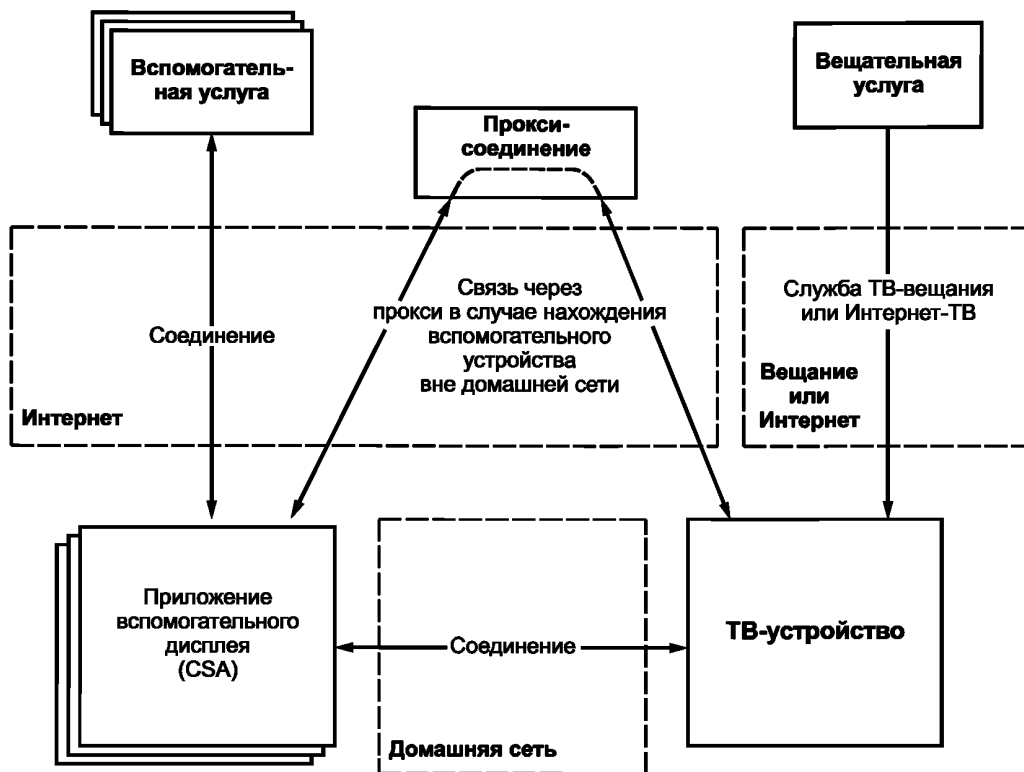 Вспомогатель-
ная услуга
Прокси-
соединение
Вещательная
услуга
Соединение
Связь через
прокси в случае нахождения
вспомогательного
устройства
вне домашней сети
Интернет
Служба ТВ-вещания
или Интернет-ТВ
Вещание
или
Интернет
Приложение
вспомогательного
дисплея
(CSA)
Соединение
Домашняя сеть
ТВ-устройство